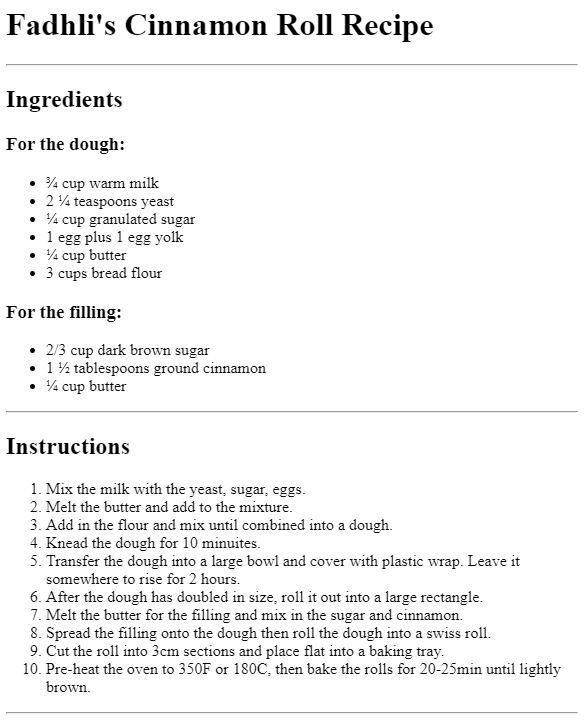 Fadhli's Cinnamon Roll Recipe
Ingredients
For the dough:
• ¾ cup warm milk
• 2 ¼ teaspoons yeast
• ¼ cup granulated sugar
• 1 egg plus 1 egg yolk
• ¼ cup butter
• 3 cups bread flour
For the filling:
• 2/3 cup dark brown sugar
• 1 ½ tablespoons ground cinnamon
• ¼ cup butter
Instructions
1. Mix the milk with the yeast, sugar, eggs.
2. Melt the butter and add to the mixture.
3. Add in the flour and mix until combined into a dough.
4. Knead the dough for 10 minuites.
5. Transfer the dough into a large bowl and cover with plastic wrap. Leave it
somewhere to rise for 2 hours.
6. After the dough has doubled in size, roll it out into a large rectangle.
7. Melt the butter for the filling and mix in the sugar and cinnamon.
8. Spread the filling onto the dough then roll the dough into a swiss roll.
9. Cut the roll into 3cm sections and place flat into a baking tray.
10. Pre-heat the oven to 350F or 180C, then bake the rolls for 20-25min until lightly
brown.